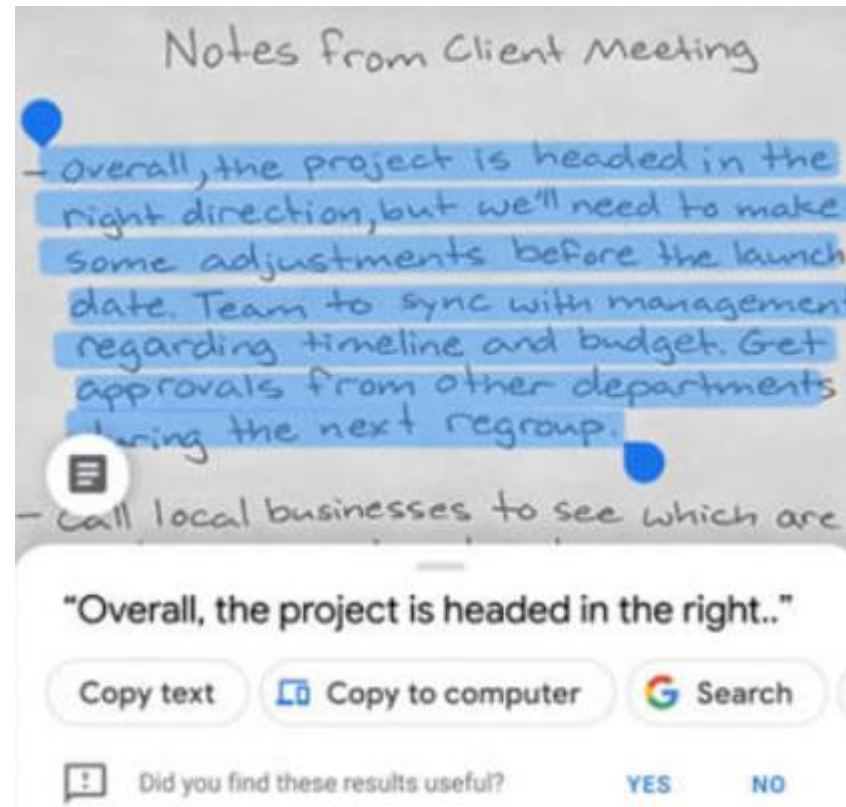 Notes from Client Meeting
- Overall, the project is headed in the
right direction, but we'll need to make
some adjustments before the launch
date. Team to sync with management
regarding timeline and budget. Get
approvals from other departments
during the next regroup.
- Call local businesses to see which are
"Overall, the project is headed in the right.."
Copy text
Copy to computer
G Search
! Did you find these results useful? YES NO